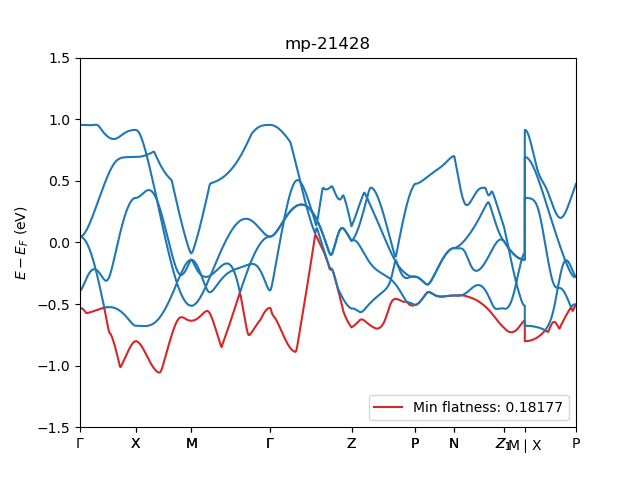 mp-21428
E − E_F (eV)
1.5
1.0
0.5
0.0
−0.5
−1.0
−1.5
Min flatness: 0.18177
Γ X M Γ Z P N Z₁ M | X P